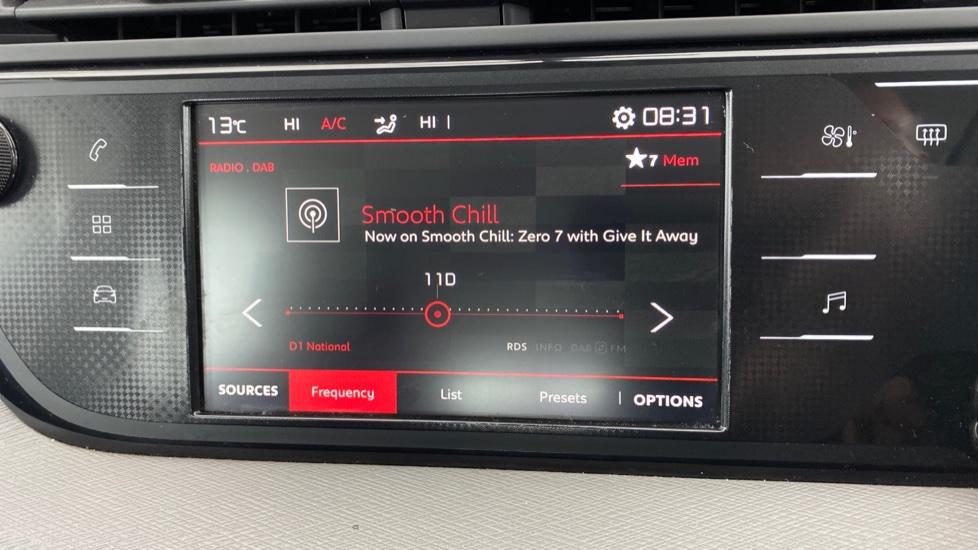 13°C HI A/C HI 08:31
RADIO . DAB
7 Mem
Smooth Chill
Now on Smooth Chill: Zero 7 with Give It Away
11D
D1 National
RDS INFO DAB FM
SOURCES Frequency List Presets OPTIONS